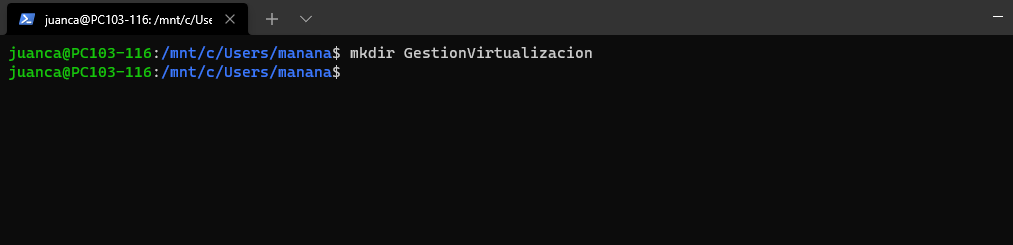 juanca@PC103-116: /mnt/c/Use
juanca@PC103-116:/mnt/c/Users/manana$ mkdir GestionVirtualizacion
juanca@PC103-116:/mnt/c/Users/manana$